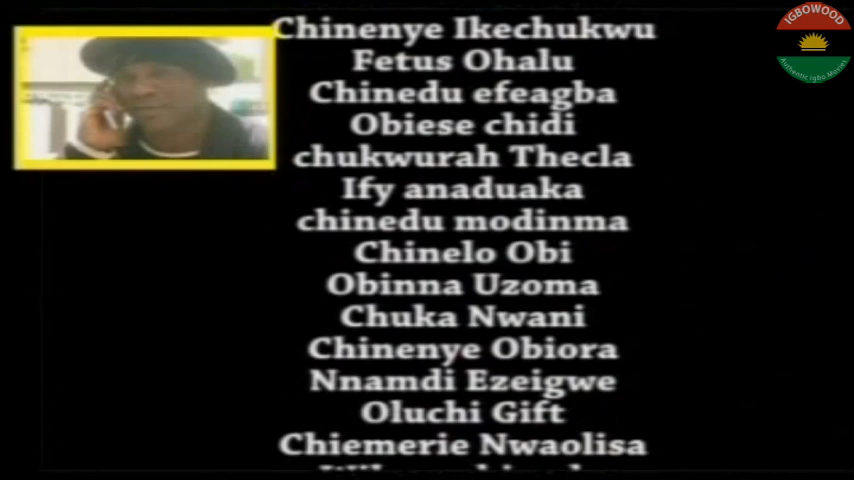 Chinenye Ikechukwu
Fetus Ohalu
Chinedu efeagba
Obiese chidi
chukwurah Thecla
Ify anaduaka
chinedu modinma
Chinelo Obi
Obinna Uzoma
Chuka Nwani
Chinenye Obiora
Nnamdi Ezeigwe
Oluchi Gift
Chiemerie Nwaolisa
IGBOWOOD
Authentic Igbo Movies